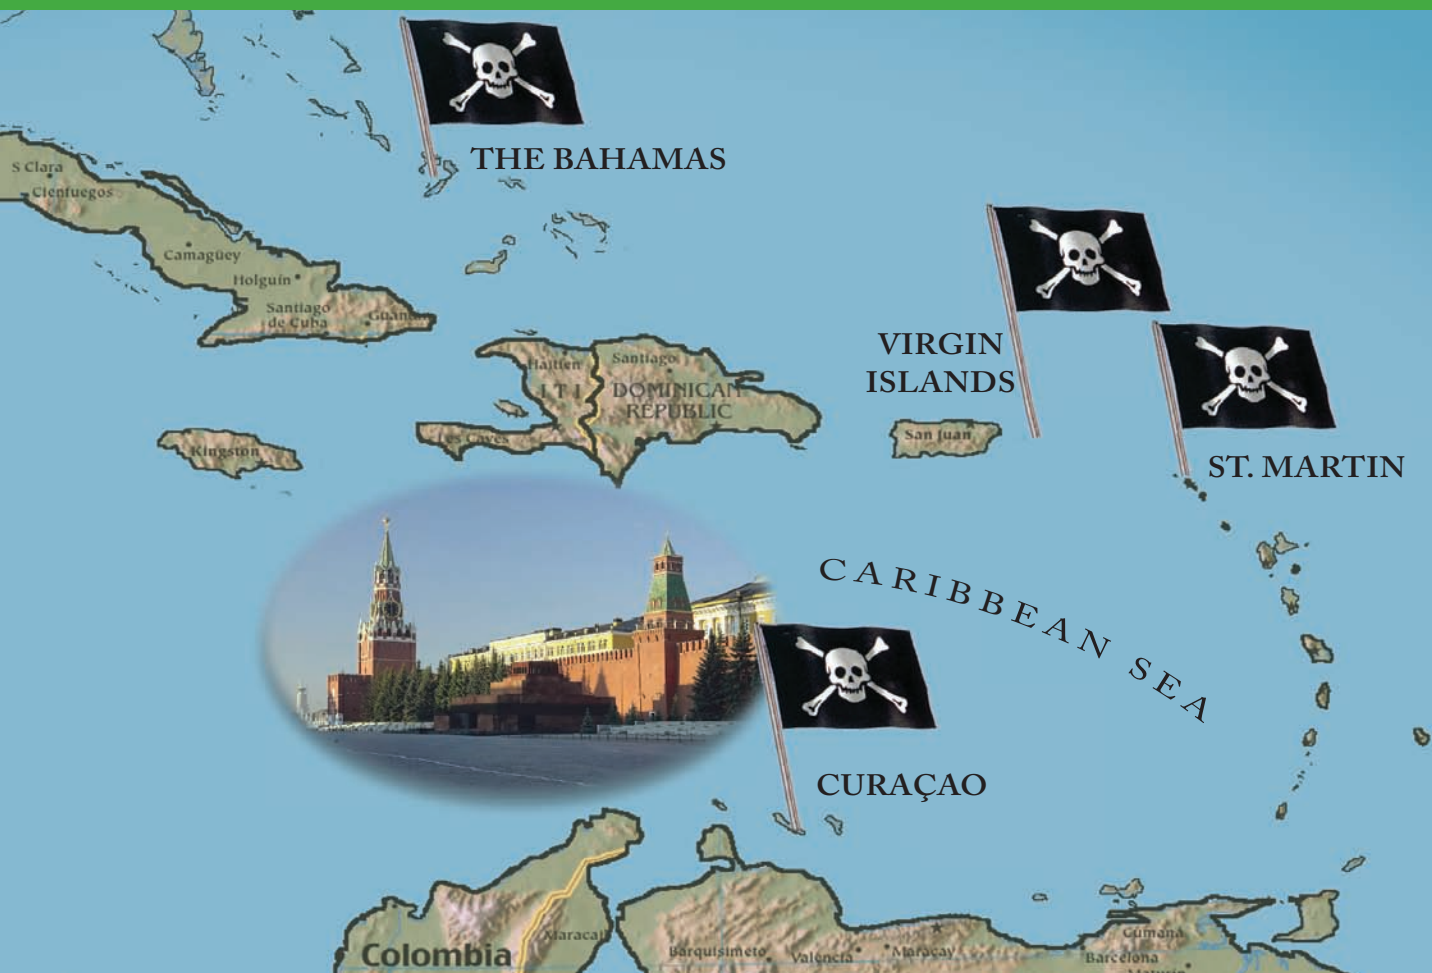 THE BAHAMAS
S Clara
Cienfuegos
Camagüey
Holguín
Santiago
de Cuba
VIRGIN
ISLANDS
Haïtien
Santiago
I T I
DOMINICAN
REPUBLIC
San Juan
Kingston
Les Cayes
ST. MARTIN
CARIBBEAN SEA
CURAÇAO
Colombia
Barquisimeto
Valencia
Maracay
Cumaná
Barcelona